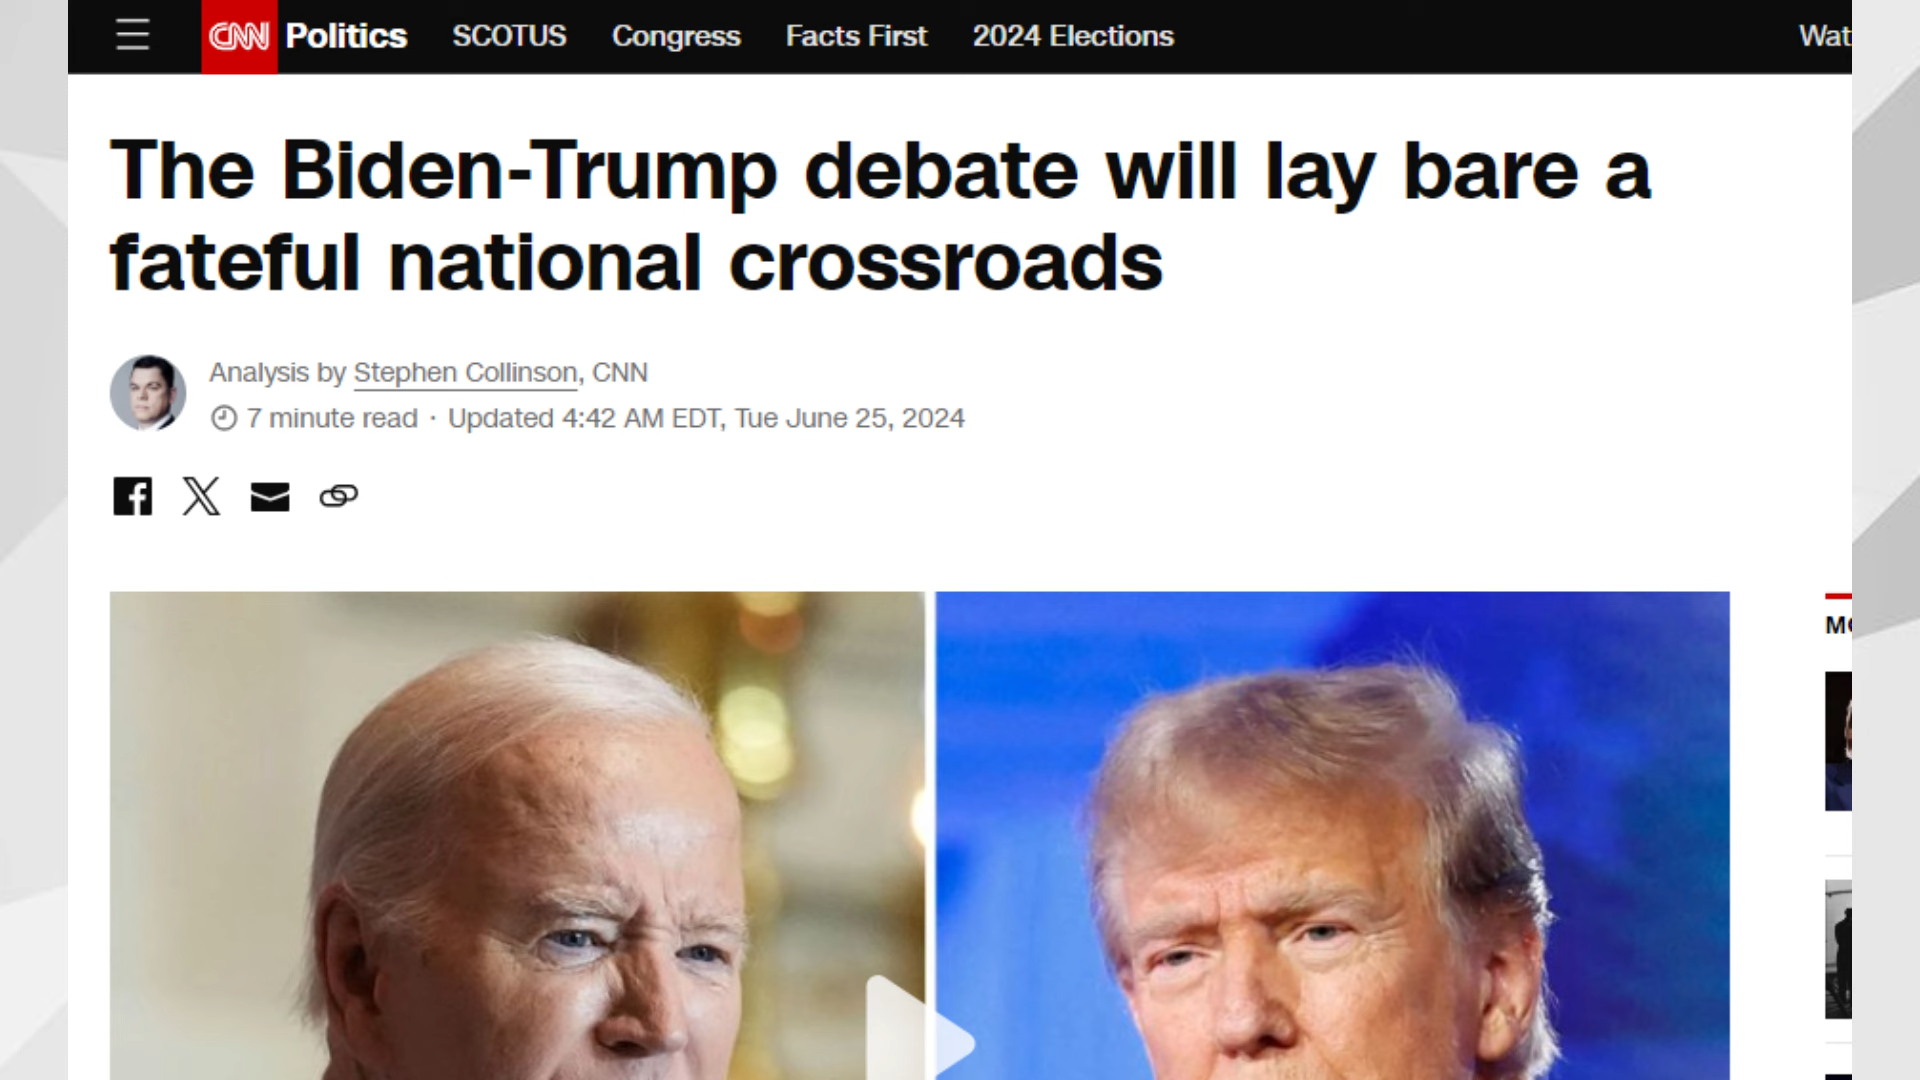 CNN Politics SCOTUS Congress Facts First 2024 Elections
The Biden-Trump debate will lay bare a
fateful national crossroads
Analysis by Stephen Collinson, CNN
7 minute read · Updated 4:42 AM EDT, Tue June 25, 2024